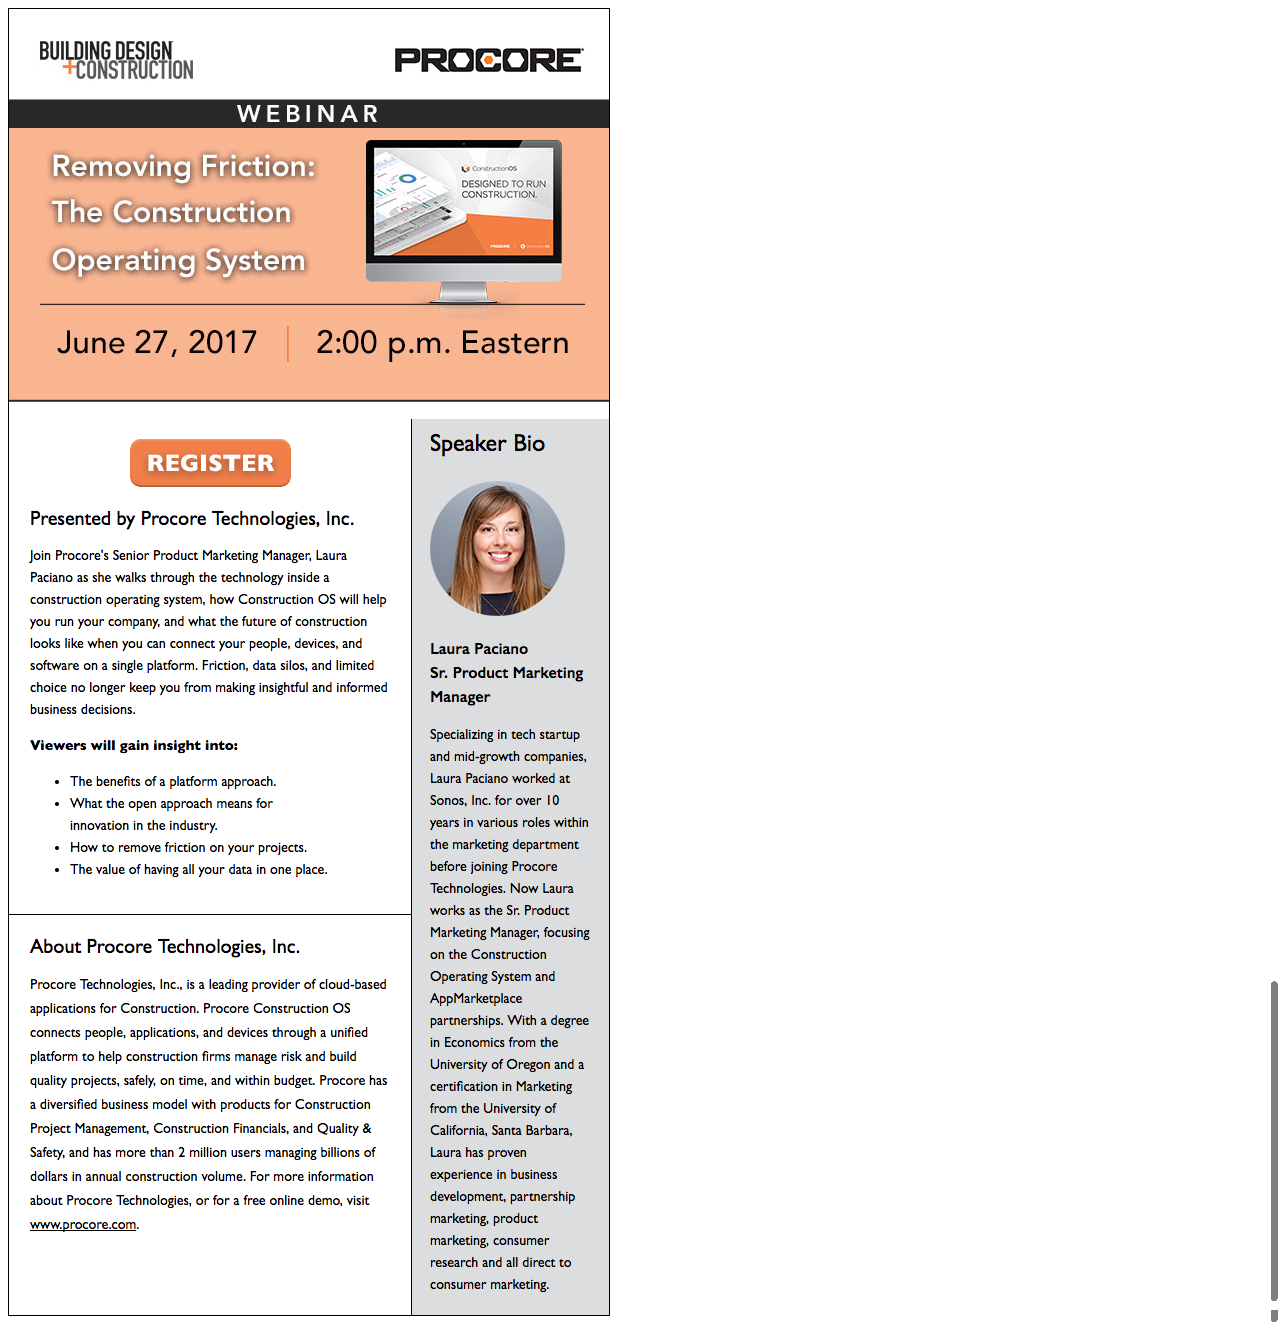 BUILDING DESIGN
+CONSTRUCTION
PROCORE
WEBINAR
Removing Friction:
The Construction
Operating System
ConstructionOS
DESIGNED TO RUN
CONSTRUCTION.
PROCORE
June 27, 2017 | 2:00 p.m. Eastern
REGISTER
Presented by Procore Technologies, Inc.
Join Procore's Senior Product Marketing Manager, Laura
Paciano as she walks through the technology inside a
construction operating system, how Construction OS will help
you run your company, and what the future of construction
looks like when you can connect your people, devices, and
software on a single platform. Friction, data silos, and limited
choice no longer keep you from making insightful and informed
business decisions.
Viewers will gain insight into:
• The benefits of a platform approach.
• What the open approach means for
innovation in the industry.
• How to remove friction on your projects.
• The value of having all your data in one place.
About Procore Technologies, Inc.
Procore Technologies, Inc., is a leading provider of cloud-based
applications for Construction. Procore Construction OS
connects people, applications, and devices through a unified
platform to help construction firms manage risk and build
quality projects, safely, on time, and within budget. Procore has
a diversified business model with products for Construction
Project Management, Construction Financials, and Quality &
Safety, and has more than 2 million users managing billions of
dollars in annual construction volume. For more information
about Procore Technologies, or for a free online demo, visit
www.procore.com.
Speaker Bio
Laura Paciano
Sr. Product Marketing
Manager
Specializing in tech startup
and mid-growth companies,
Laura Paciano worked at
Sonos, Inc. for over 10
years in various roles within
the marketing department
before joining Procore
Technologies. Now Laura
works as the Sr. Product
Marketing Manager, focusing
on the Construction
Operating System and
AppMarketplace
partnerships. With a degree
in Economics from the
University of Oregon and a
certification in Marketing
from the University of
California, Santa Barbara,
Laura has proven
experience in business
development, partnership
marketing, product
marketing, consumer
research and all direct to
consumer marketing.